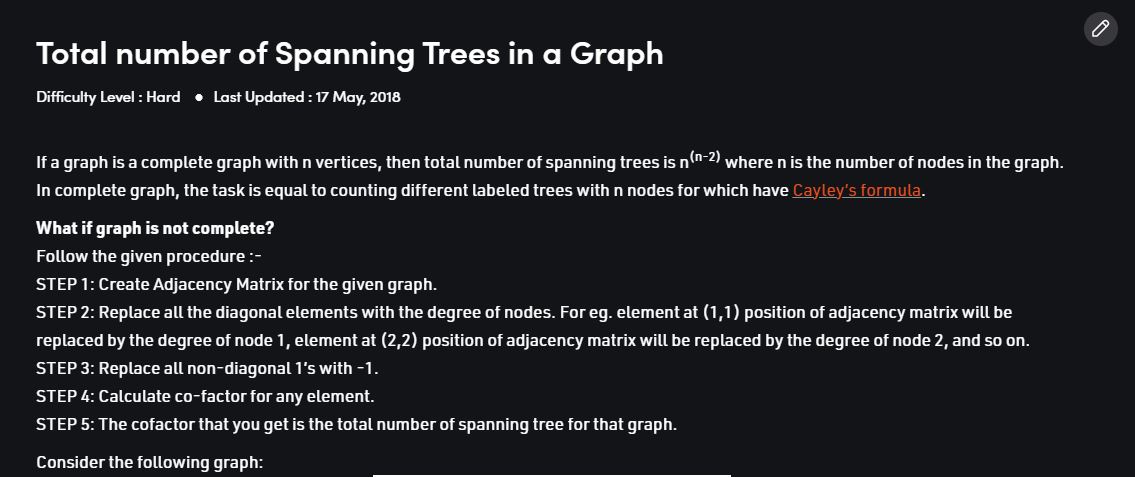 Total number of Spanning Trees in a Graph
Difficulty Level : Hard ● Last Updated : 17 May, 2018
If a graph is a complete graph with n vertices, then total number of spanning trees is n(n-2) where n is the number of nodes in the graph.
In complete graph, the task is equal to counting different labeled trees with n nodes for which have Cayley’s formula.
What if graph is not complete?
Follow the given procedure :-
STEP 1: Create Adjacency Matrix for the given graph.
STEP 2: Replace all the diagonal elements with the degree of nodes. For eg. element at (1,1) position of adjacency matrix will be
replaced by the degree of node 1, element at (2,2) position of adjacency matrix will be replaced by the degree of node 2, and so on.
STEP 3: Replace all non-diagonal 1’s with -1.
STEP 4: Calculate co-factor for any element.
STEP 5: The cofactor that you get is the total number of spanning tree for that graph.
Consider the following graph: